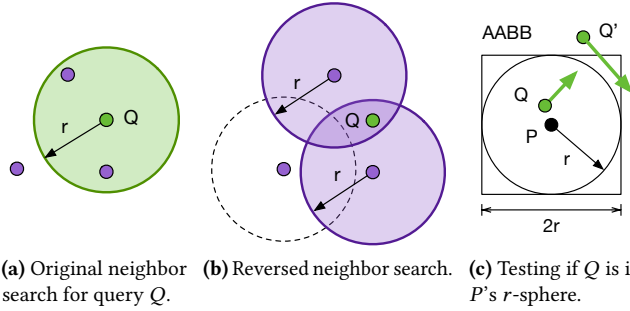 Q
r
r
Q
r
AABB
Q'
Q
P
r
2r
(a) Original neighbor
search for query Q.
(b) Reversed neighbor search.
(c) Testing if Q is i
P's r-sphere.